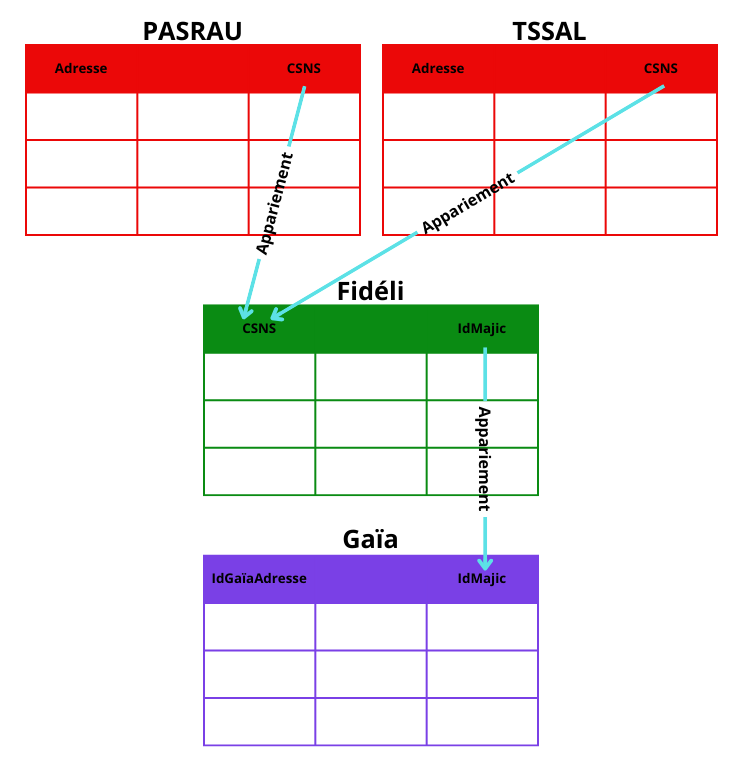 PASRAU
TSSAL
Adresse
CSNS
Adresse
CSNS
Appariement
Appariement
Fidéli
CSNS
IdMajic
Appariement
Gaïa
IdGaïaAdresse
IdMajic